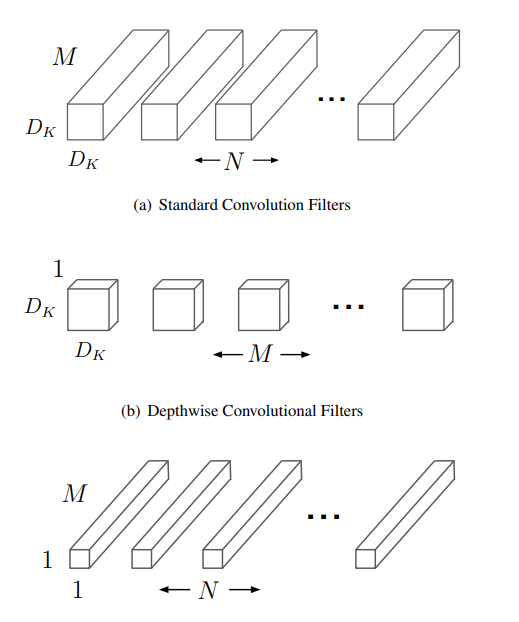 M
D_K
D_K
N
(a) Standard Convolution Filters
1
D_K
D_K
M
(b) Depthwise Convolutional Filters
M
1
1
N